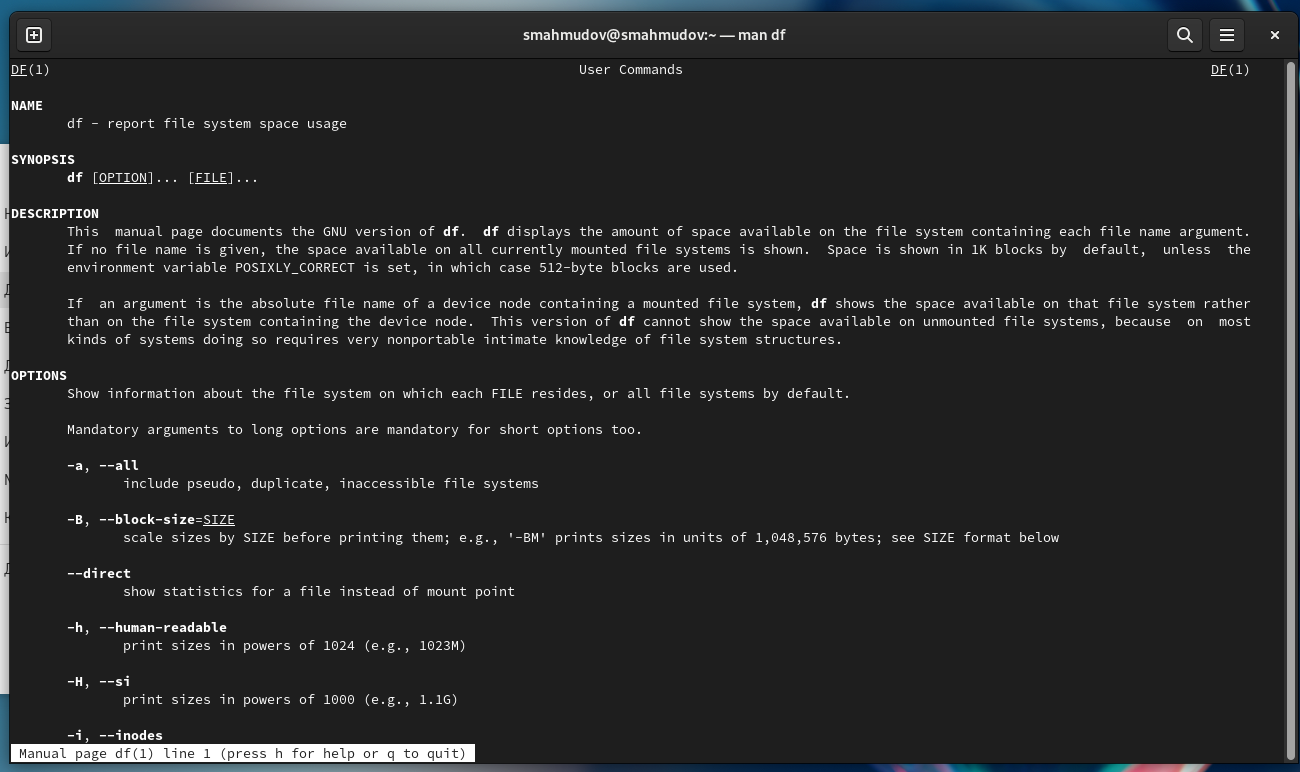 smahmudov@smahmudov:~ — man df
DF(1) User Commands DF(1)
NAME
df - report file system space usage
SYNOPSIS
df [OPTION]... [FILE]...
DESCRIPTION
This  manual page documents the GNU version of df.  df displays the amount of space available on the file system containing each file name argument.
If no file name is given, the space available on all currently mounted file systems is shown.  Space is shown in 1K blocks by  default,  unless  the
environment variable POSIXLY_CORRECT is set, in which case 512-byte blocks are used.
If  an argument is the absolute file name of a device node containing a mounted file system, df shows the space available on that file system rather
than on the file system containing the device node.  This version of df cannot show the space available on unmounted file systems, because  on  most
kinds of systems doing so requires very nonportable intimate knowledge of file system structures.
OPTIONS
Show information about the file system on which each FILE resides, or all file systems by default.
Mandatory arguments to long options are mandatory for short options too.
-a, --all
include pseudo, duplicate, inaccessible file systems
-B, --block-size=SIZE
scale sizes by SIZE before printing them; e.g., '-BM' prints sizes in units of 1,048,576 bytes; see SIZE format below
--direct
show statistics for a file instead of mount point
-h, --human-readable
print sizes in powers of 1024 (e.g., 1023M)
-H, --si
print sizes in powers of 1000 (e.g., 1.1G)
-i, --inodes
Manual page df(1) line 1 (press h for help or q to quit)